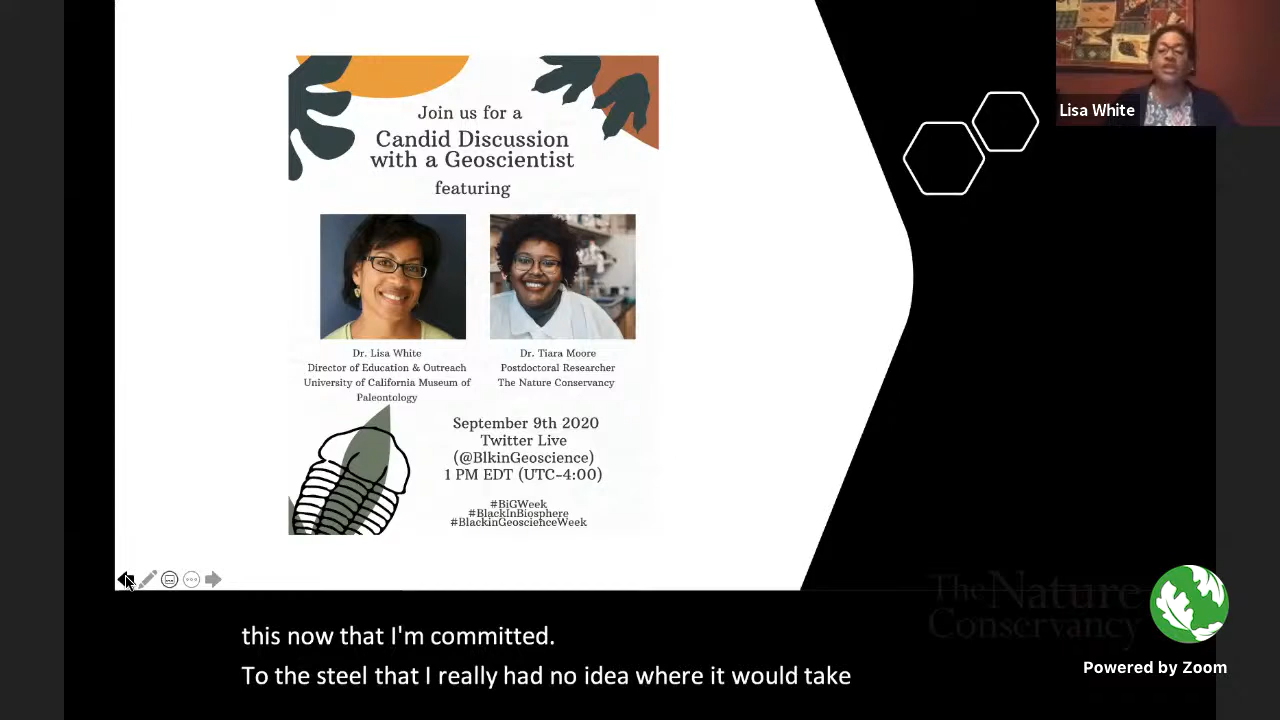 Join us for a
Candid Discussion
with a Geoscientist
featuring
Dr. Lisa White
Director of Education & Outreach
University of California Museum of
Paleontology
Dr. Tiara Moore
Postdoctoral Researcher
The Nature Conservancy
September 9th 2020
Twitter Live
(@BlkinGeoscience)
1 PM EDT (UTC-4:00)
#BiGWeek
#BlackInBiosphere
#BlackinGeoscienceWeek
Lisa White
The Nature
Conservancy
Powered by Zoom
this now that I'm committed.
To the steel that I really had no idea where it would take